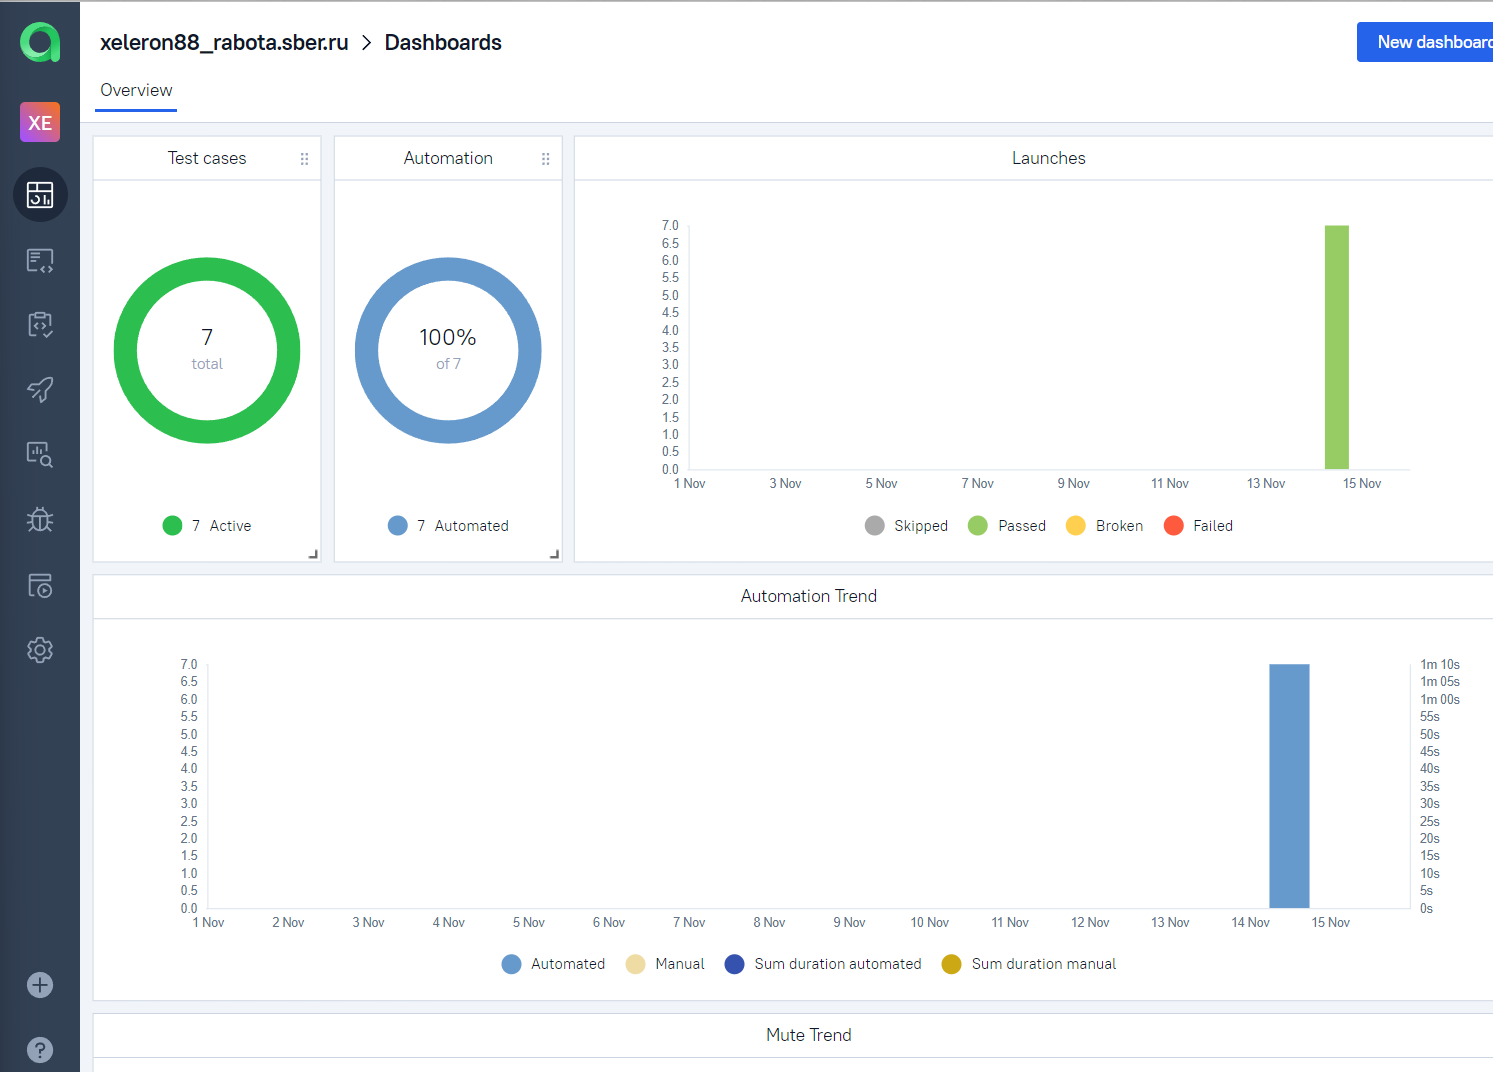 xeleron88_rabota.sber.ru > Dashboards
New dashboard
Overview
XE
Test cases
7
total
7 Active
Automation
100%
of 7
7 Automated
Launches
7.0
6.5
6.0
5.5
5.0
4.5
4.0
3.5
3.0
2.5
2.0
1.5
1.0
0.5
0.0
1 Nov 3 Nov 5 Nov 7 Nov 9 Nov 11 Nov 13 Nov 15 Nov
Skipped Passed Broken Failed
Automation Trend
7.0 1m 10s
6.5 1m 05s
6.0 1m 00s
5.5 55s
5.0 50s
4.5 45s
4.0 40s
3.5 35s
3.0 30s
2.5 25s
2.0 20s
1.5 15s
1.0 10s
0.5 5s
0.0 0s
1 Nov 2 Nov 3 Nov 4 Nov 5 Nov 6 Nov 7 Nov 8 Nov 9 Nov 10 Nov 11 Nov 12 Nov 13 Nov 14 Nov 15 Nov
Automated Manual Sum duration automated Sum duration manual
Mute Trend